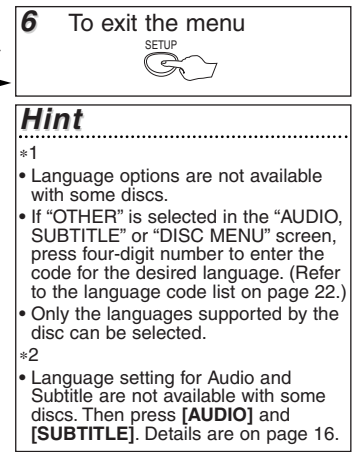 6 To exit the menu
SETUP
Hint
*1
• Language options are not available
with some discs.
• If “OTHER” is selected in the “AUDIO,
SUBTITLE” or “DISC MENU” screen,
press four-digit number to enter the
code for the desired language. (Refer
to the language code list on page 22.)
• Only the languages supported by the
disc can be selected.
*2
• Language setting for Audio and
Subtitle are not available with some
discs. Then press [AUDIO] and
[SUBTITLE]. Details are on page 16.